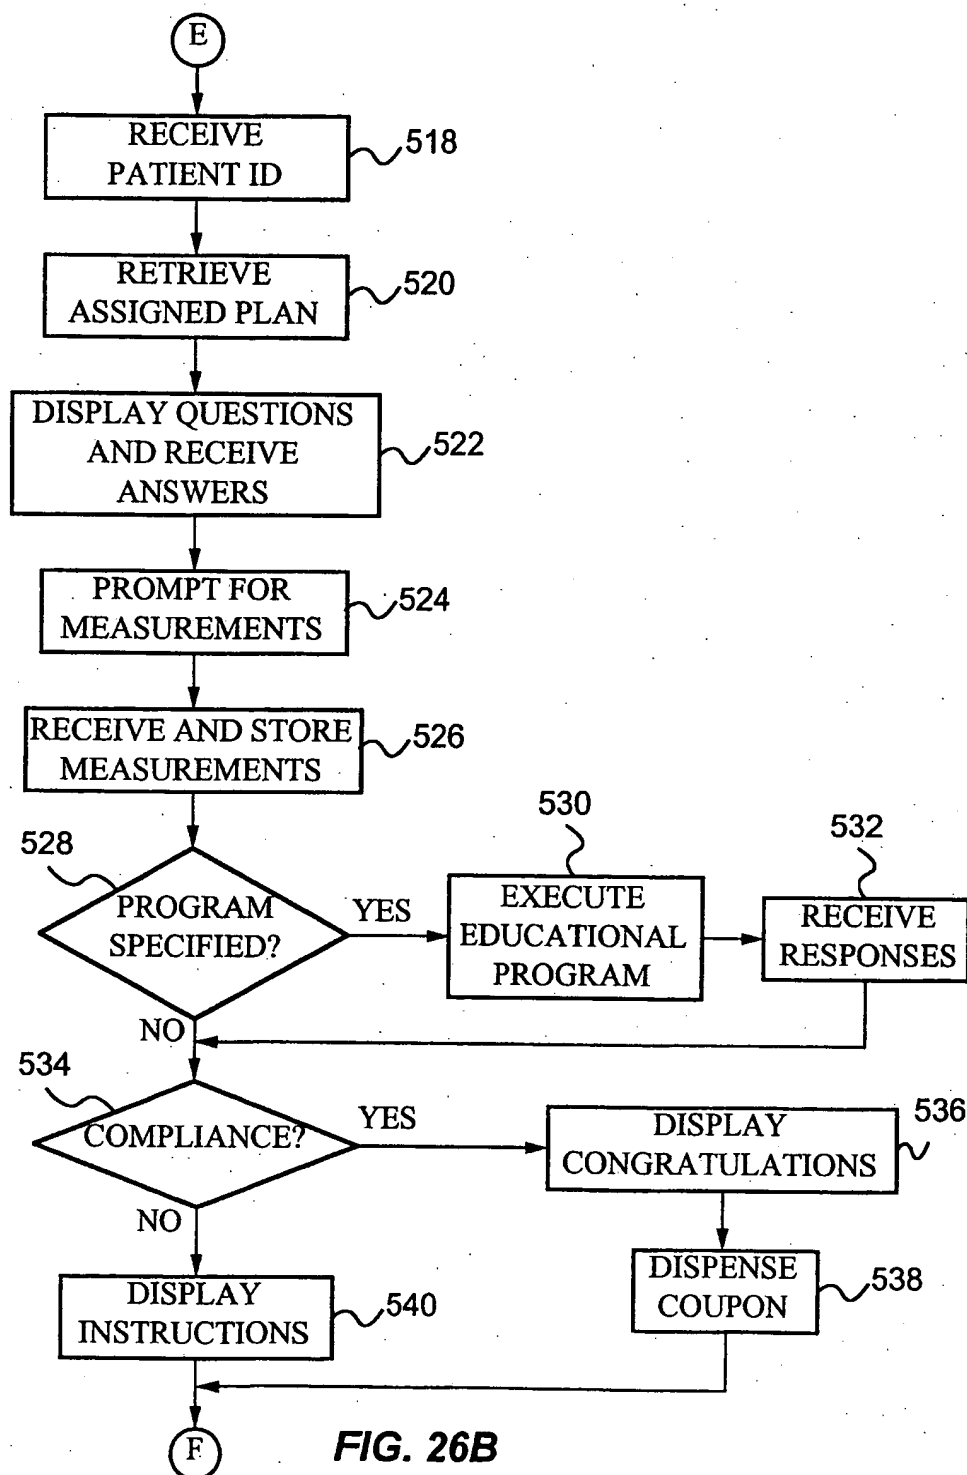 E
RECEIVE
PATIENT ID
518
RETRIEVE
ASSIGNED PLAN
520
DISPLAY QUESTIONS
AND RECEIVE
ANSWERS
522
PROMPT FOR
MEASUREMENTS
524
RECEIVE AND STORE
MEASUREMENTS
526
528
PROGRAM
SPECIFIED?
YES
530
EXECUTE
EDUCATIONAL
PROGRAM
532
RECEIVE
RESPONSES
NO
534
COMPLIANCE?
YES
DISPLAY
CONGRATULATIONS
536
NO
DISPENSE
COUPON
538
DISPLAY
INSTRUCTIONS
540
F
FIG. 26B